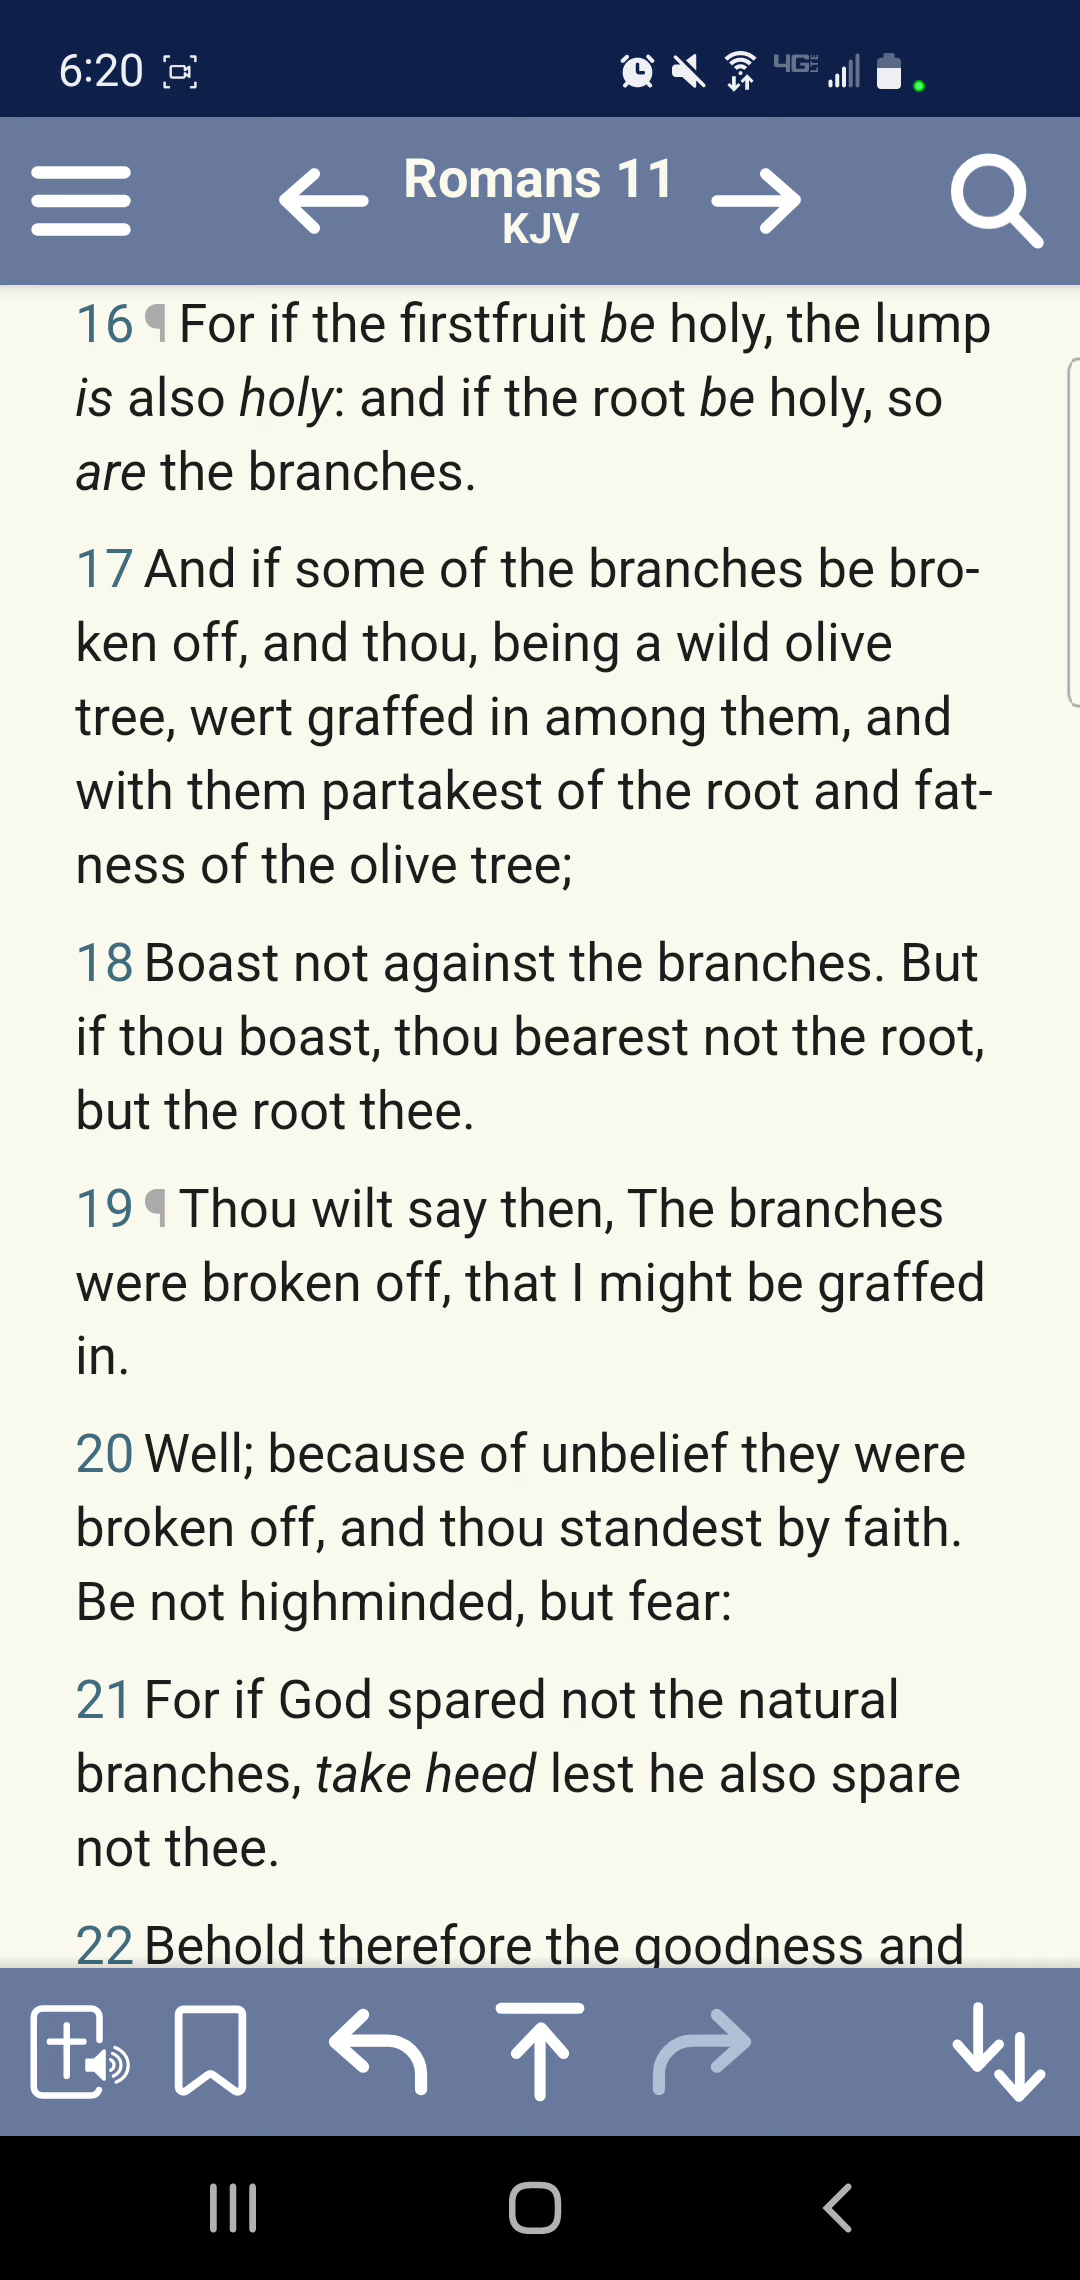 6:20 4G LTE
Romans 11
KJV
16 ¶ For if the firstfruit be holy, the lump
is also holy: and if the root be holy, so
are the branches.
17 And if some of the branches be bro-
ken off, and thou, being a wild olive
tree, wert graffed in among them, and
with them partakest of the root and fat-
ness of the olive tree;
18 Boast not against the branches. But
if thou boast, thou bearest not the root,
but the root thee.
19 ¶ Thou wilt say then, The branches
were broken off, that I might be graffed
in.
20 Well; because of unbelief they were
broken off, and thou standest by faith.
Be not highminded, but fear:
21 For if God spared not the natural
branches, take heed lest he also spare
not thee.
22 Behold therefore the goodness and